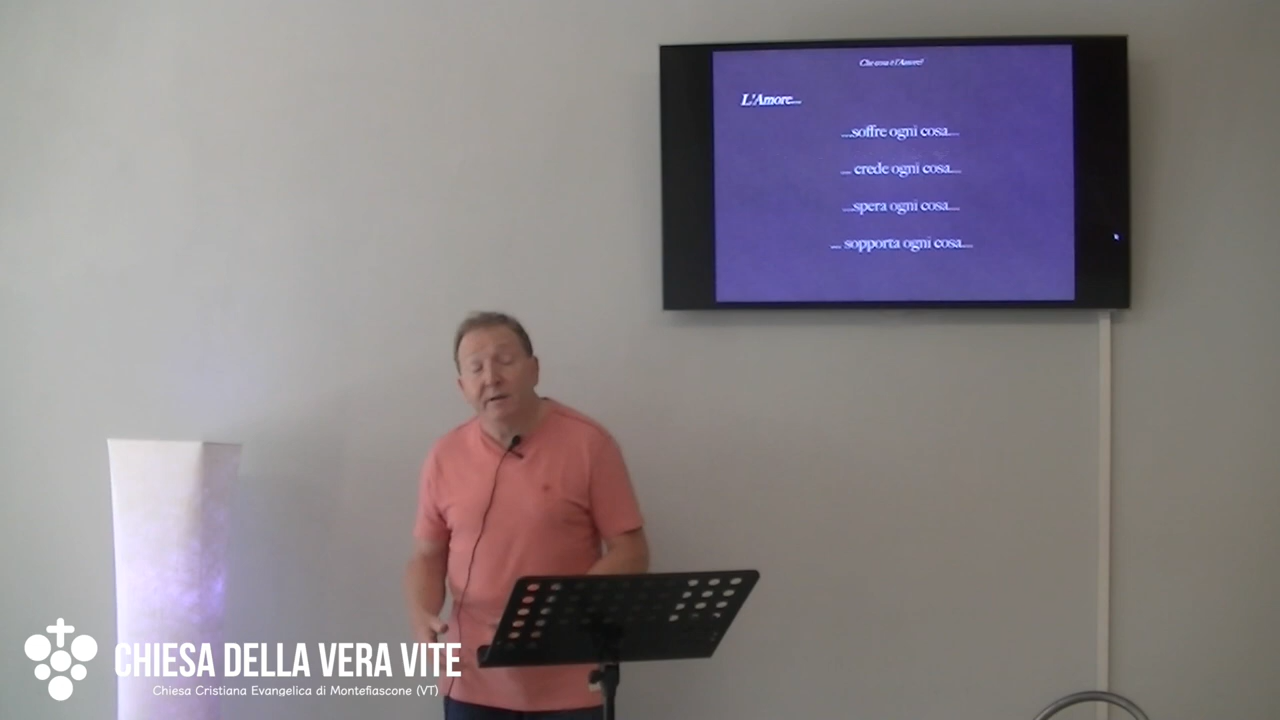 Che cosa è l'Amore?
L'Amore...
...soffre ogni cosa...
... crede ogni cosa...
...spera ogni cosa...
... sopporta ogni cosa...
CHIESA DELLA VERA VITE
Chiesa Cristiana Evangelica di Montefiascone (VT)